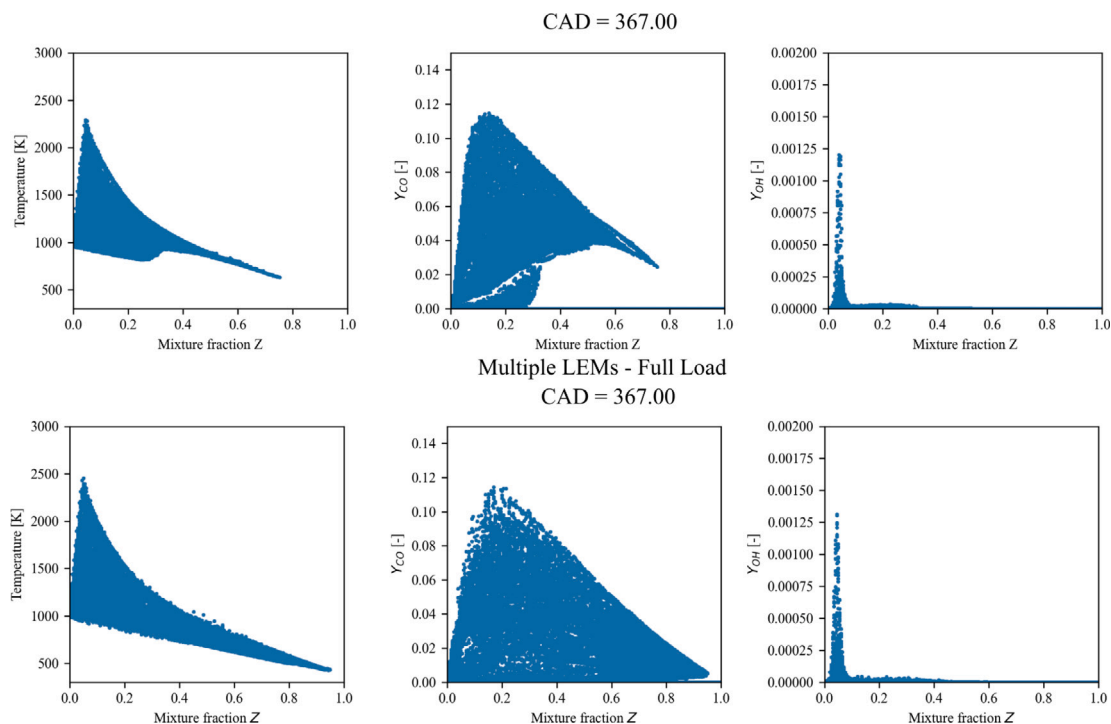 CAD = 367.00
3000
2500
2000
1500
1000
500
Temperature [K]
0.0 0.2 0.4 0.6 0.8 1.0
Mixture fraction Z
0.14
0.12
0.10
0.08
0.06
0.04
0.02
0.00
Y_CO [-]
0.0 0.2 0.4 0.6 0.8 1.0
Mixture fraction Z
0.00200
0.00175
0.00150
0.00125
0.00100
0.00075
0.00050
0.00025
0.00000
Y_OH [-]
0.0 0.2 0.4 0.6 0.8 1.0
Mixture fraction Z
Multiple LEMs - Full Load
CAD = 367.00
3000
2500
2000
1500
1000
500
Temperature [K]
0.0 0.2 0.4 0.6 0.8 1.0
Mixture fraction Z
0.14
0.12
0.10
0.08
0.06
0.04
0.02
0.00
Y_CO [-]
0.0 0.2 0.4 0.6 0.8 1.0
Mixture fraction Z
0.00200
0.00175
0.00150
0.00125
0.00100
0.00075
0.00050
0.00025
0.00000
Y_OH [-]
0.0 0.2 0.4 0.6 0.8 1.0
Mixture fraction Z